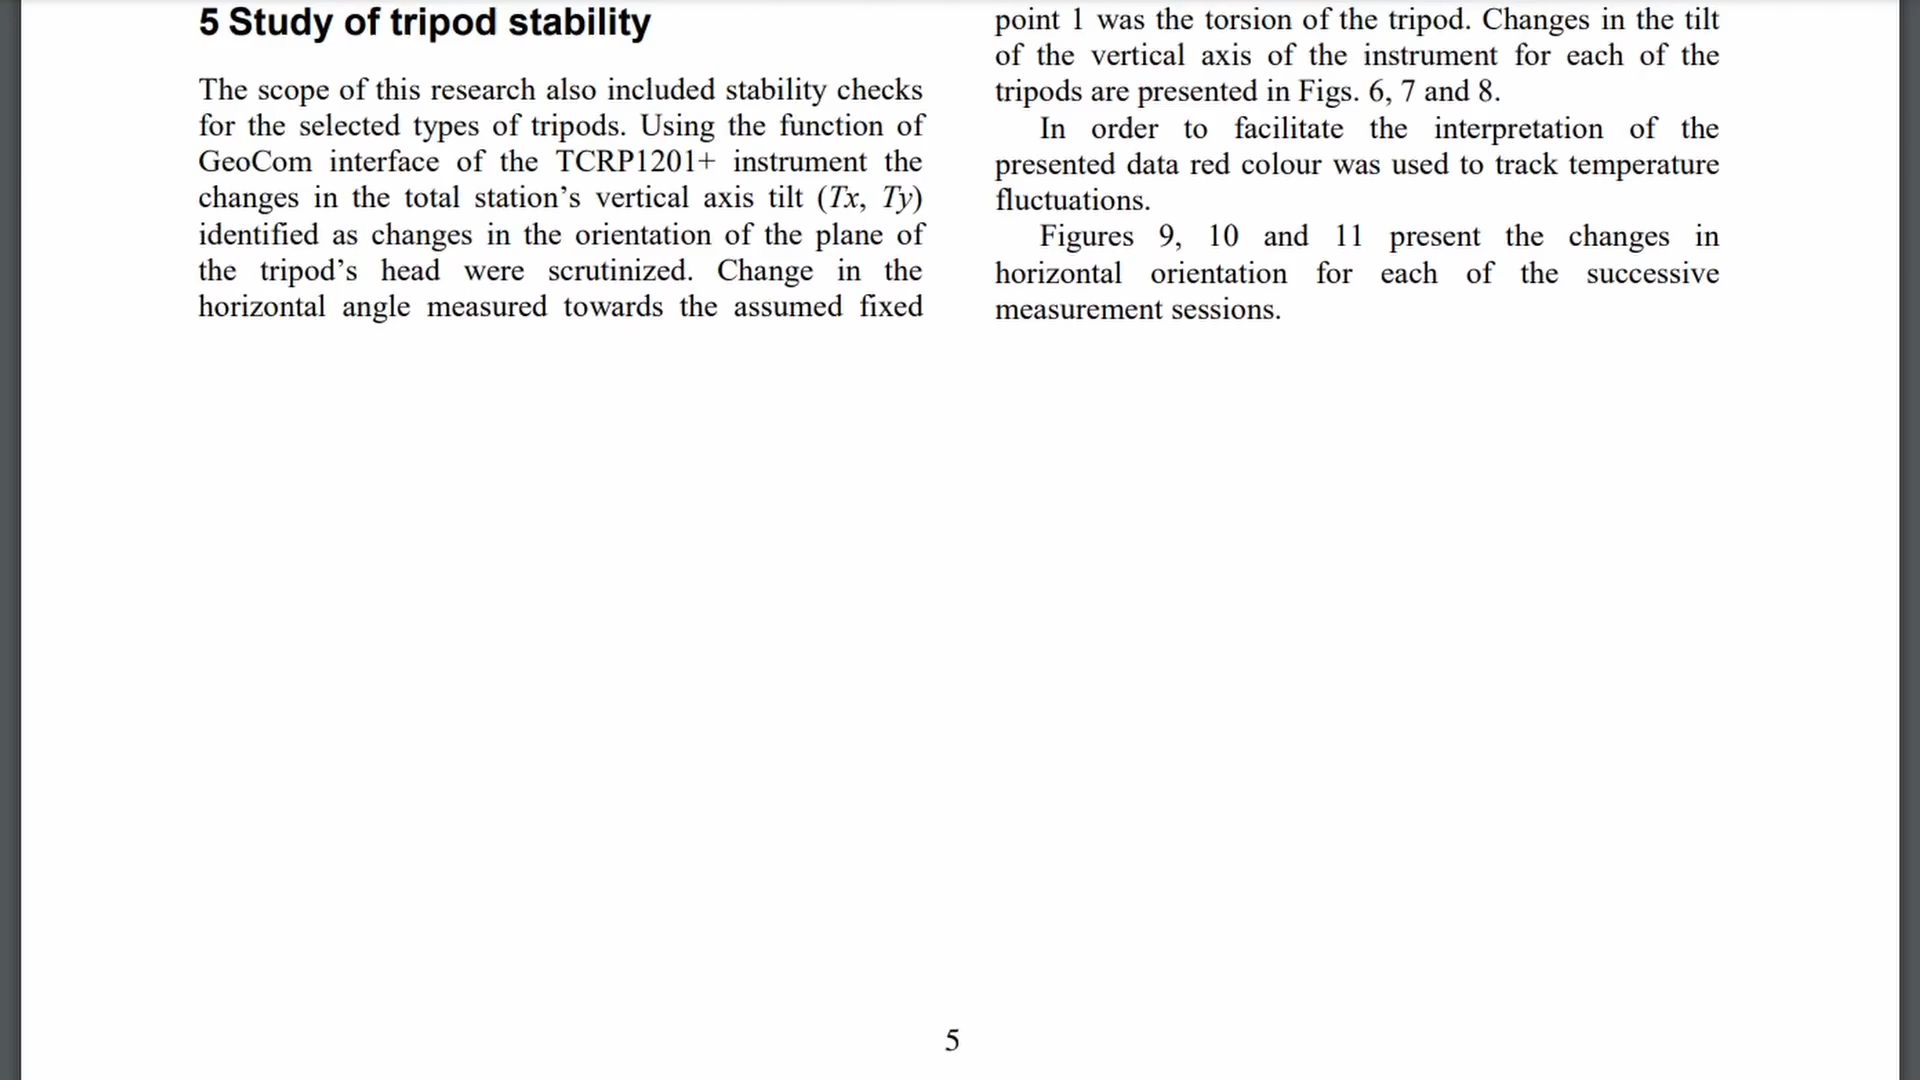 5 Study of tripod stability
The scope of this research also included stability checks
for the selected types of tripods. Using the function of
GeoCom interface of the TCRP1201+ instrument the
changes in the total station’s vertical axis tilt (Tx, Ty)
identified as changes in the orientation of the plane of
the tripod’s head were scrutinized. Change in the
horizontal angle measured towards the assumed fixed
point 1 was the torsion of the tripod. Changes in the tilt
of the vertical axis of the instrument for each of the
tripods are presented in Figs. 6, 7 and 8.
In order to facilitate the interpretation of the
presented data red colour was used to track temperature
fluctuations.
Figures 9, 10 and 11 present the changes in
horizontal orientation for each of the successive
measurement sessions.
5